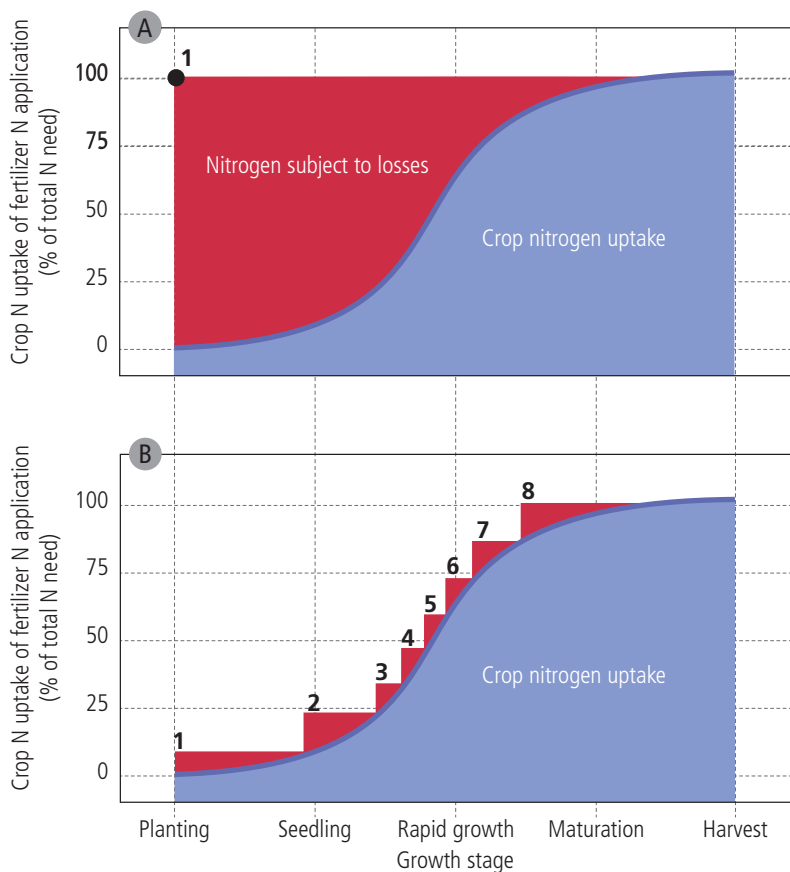 A
1
Crop N uptake of fertilizer N application
(% of total N need)
100
75
50
25
0
Nitrogen subject to losses
Crop nitrogen uptake
B
Crop N uptake of fertilizer N application
(% of total N need)
100
75
50
25
0
1
2
3
4
5
6
7
8
Crop nitrogen uptake
Planting
Seedling
Rapid growth
Maturation
Harvest
Growth stage